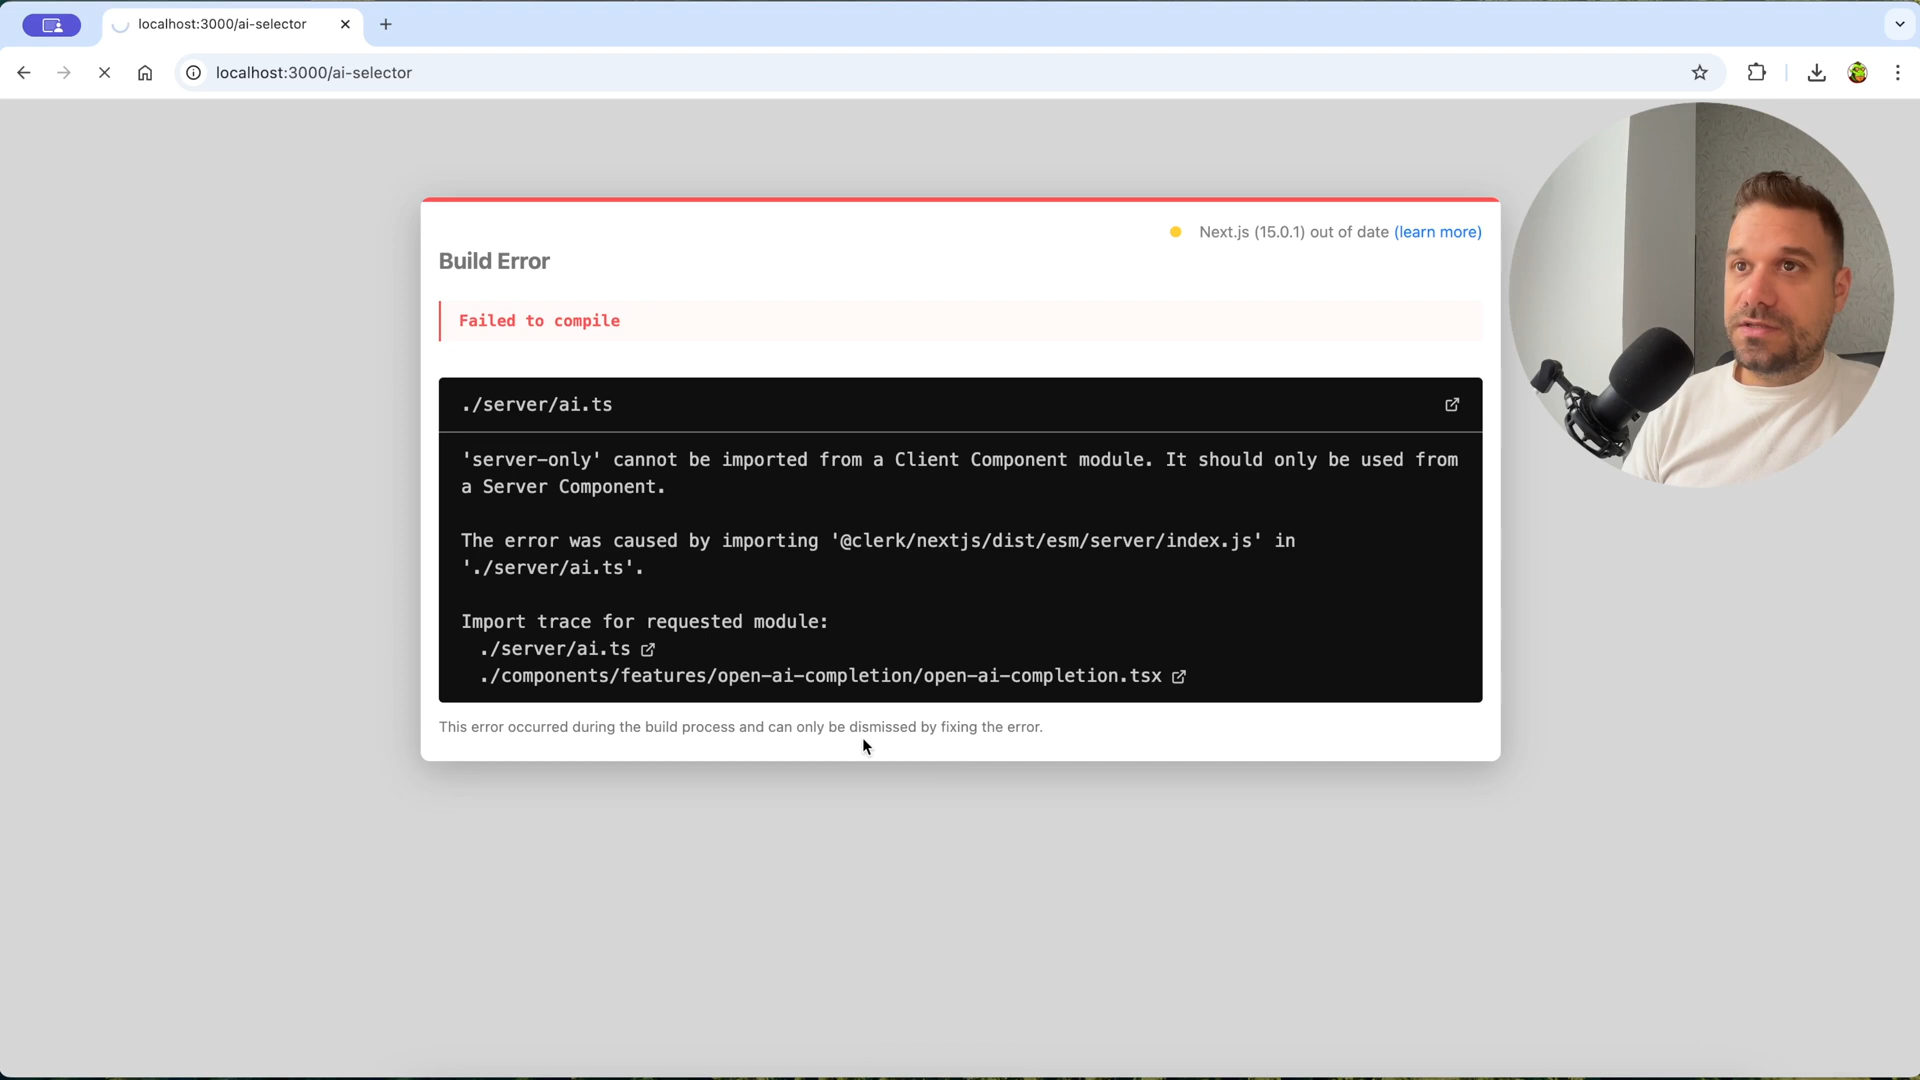 localhost:3000/ai-selector
localhost:3000/ai-selector
Next.js (15.0.1) out of date (learn more)
Build Error
Failed to compile
./server/ai.ts
'server-only' cannot be imported from a Client Component module. It should only be used from
a Server Component.
The error was caused by importing '@clerk/nextjs/dist/esm/server/index.js' in
'./server/ai.ts'.
Import trace for requested module:
./server/ai.ts
./components/features/open-ai-completion/open-ai-completion.tsx
This error occurred during the build process and can only be dismissed by fixing the error.